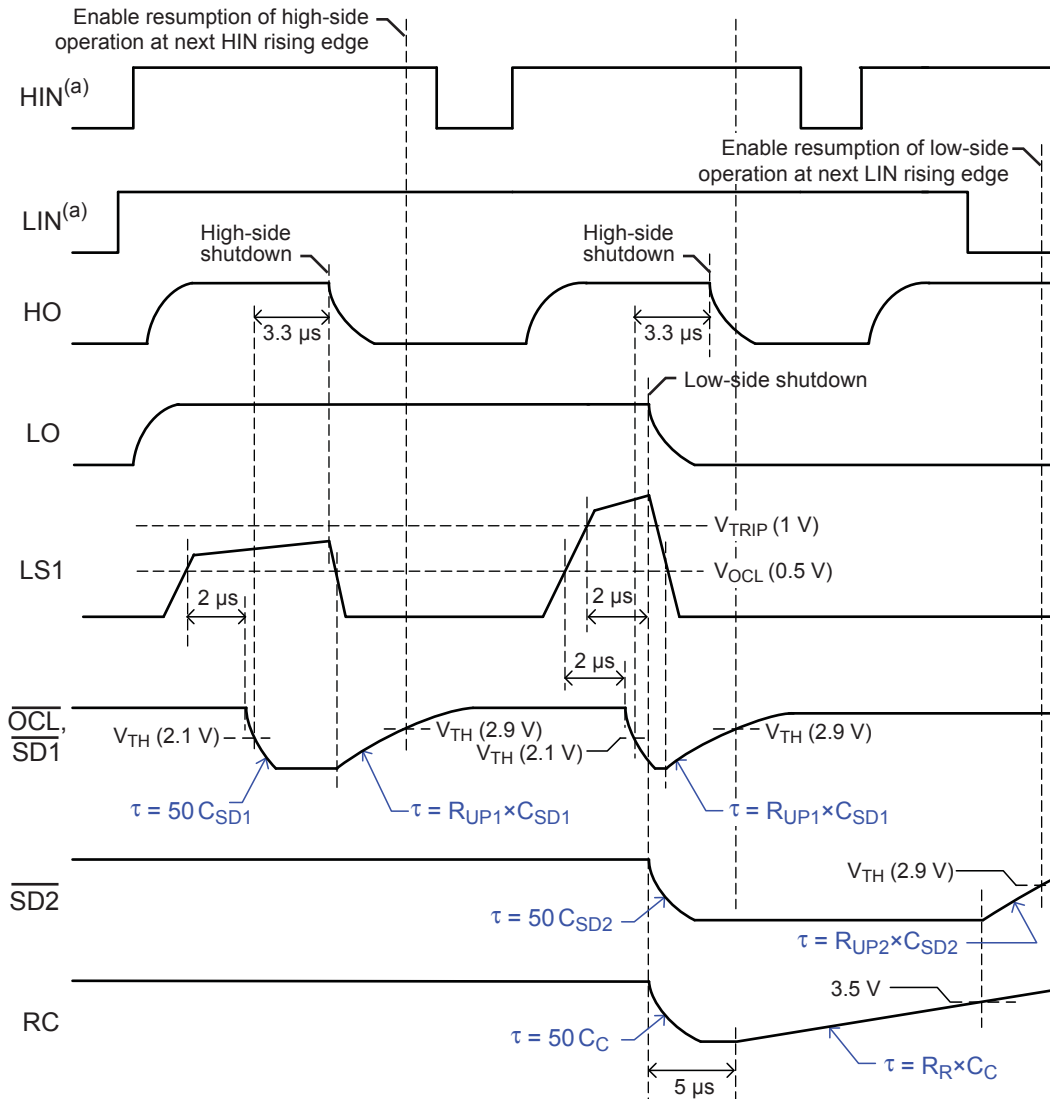 Enable resumption of high-side
operation at next HIN rising edge
HIN(a)
Enable resumption of low-side
operation at next LIN rising edge
LIN(a)
High-side
shutdown
High-side
shutdown
HO
3.3 µs
3.3 µs
Low-side shutdown
LO
VTRIP (1 V)
LS1
VOCL (0.5 V)
2 µs
2 µs
2 µs
OCL,
SD1
VTH (2.1 V)
VTH (2.9 V)
VTH (2.1 V)
VTH (2.9 V)
τ = 50 CSD1
τ = RUP1×CSD1
τ = RUP1×CSD1
VTH (2.9 V)
SD2
τ = 50 CSD2
τ = RUP2×CSD2
3.5 V
RC
τ = 50 CC
τ = RR×CC
5 µs